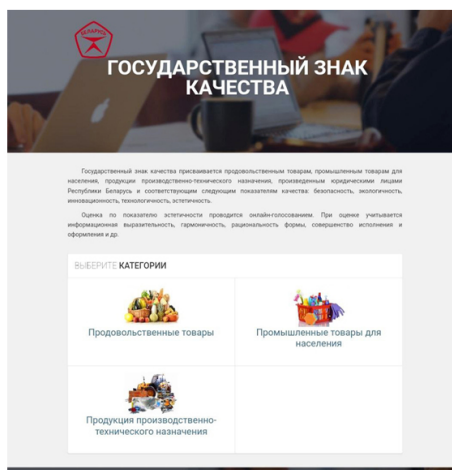 БЕЛАРУСЬ
ГОСУДАРСТВЕННЫЙ ЗНАК
КАЧЕСТВА
Государственный знак качества присваивается продовольственным товарам, промышленным товарам для
населения, продукции производственно-технического назначения, произведенным юридическими лицами
Республики Беларусь и соответствующим следующим показателям качества: безопасность, экологичность,
инновационность, технологичность, эстетичность.
Оценка по показателю эстетичности проводится онлайн-голосованием. При оценке учитывается
информационная выразительность, гармоничность, рациональность формы, совершенство исполнения и
оформления и др.
ВЫБЕРИТЕ КАТЕГОРИИ
Продовольственные товары
Промышленные товары для
населения
Продукция производственно-
технического назначения